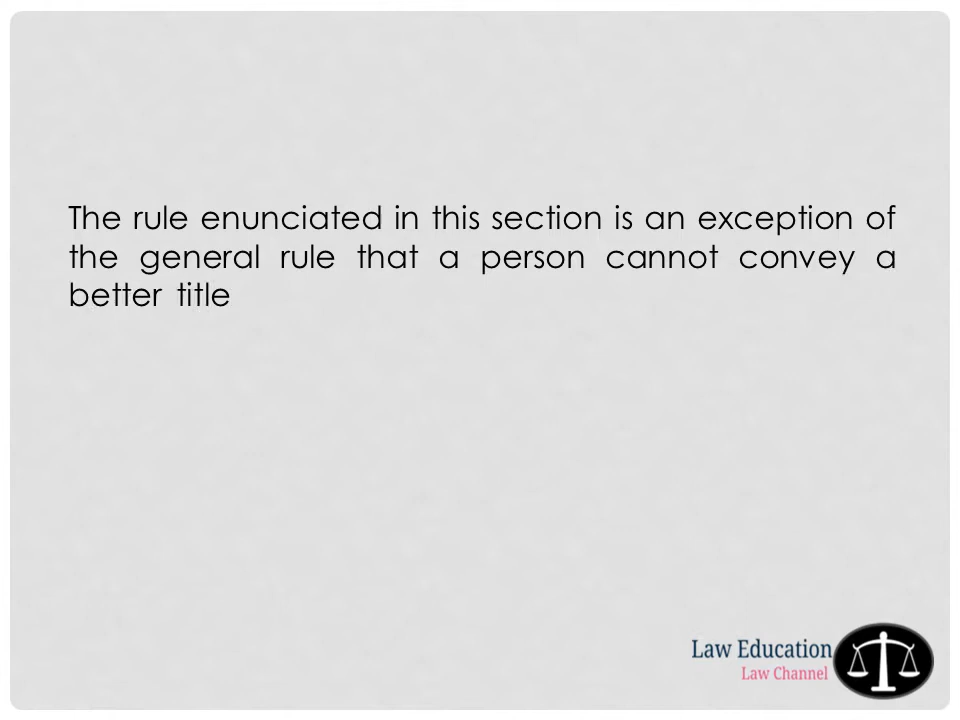 The rule enunciated in this section is an exception of
the general rule that a person cannot convey a
better title
Law Education
Law Channel